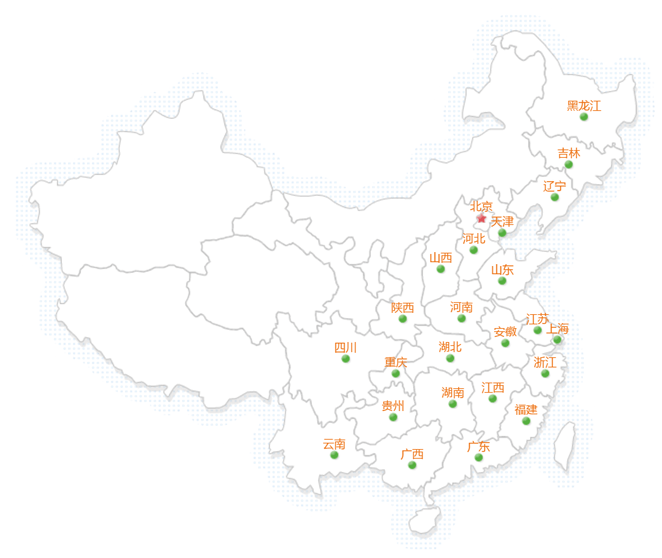 黑龙江
吉林
辽宁
北京
天津
河北
山西
山东
陕西
河南
江苏
上海
安徽
四川
湖北
重庆
浙江
湖南
江西
贵州
福建
云南
广西
广东